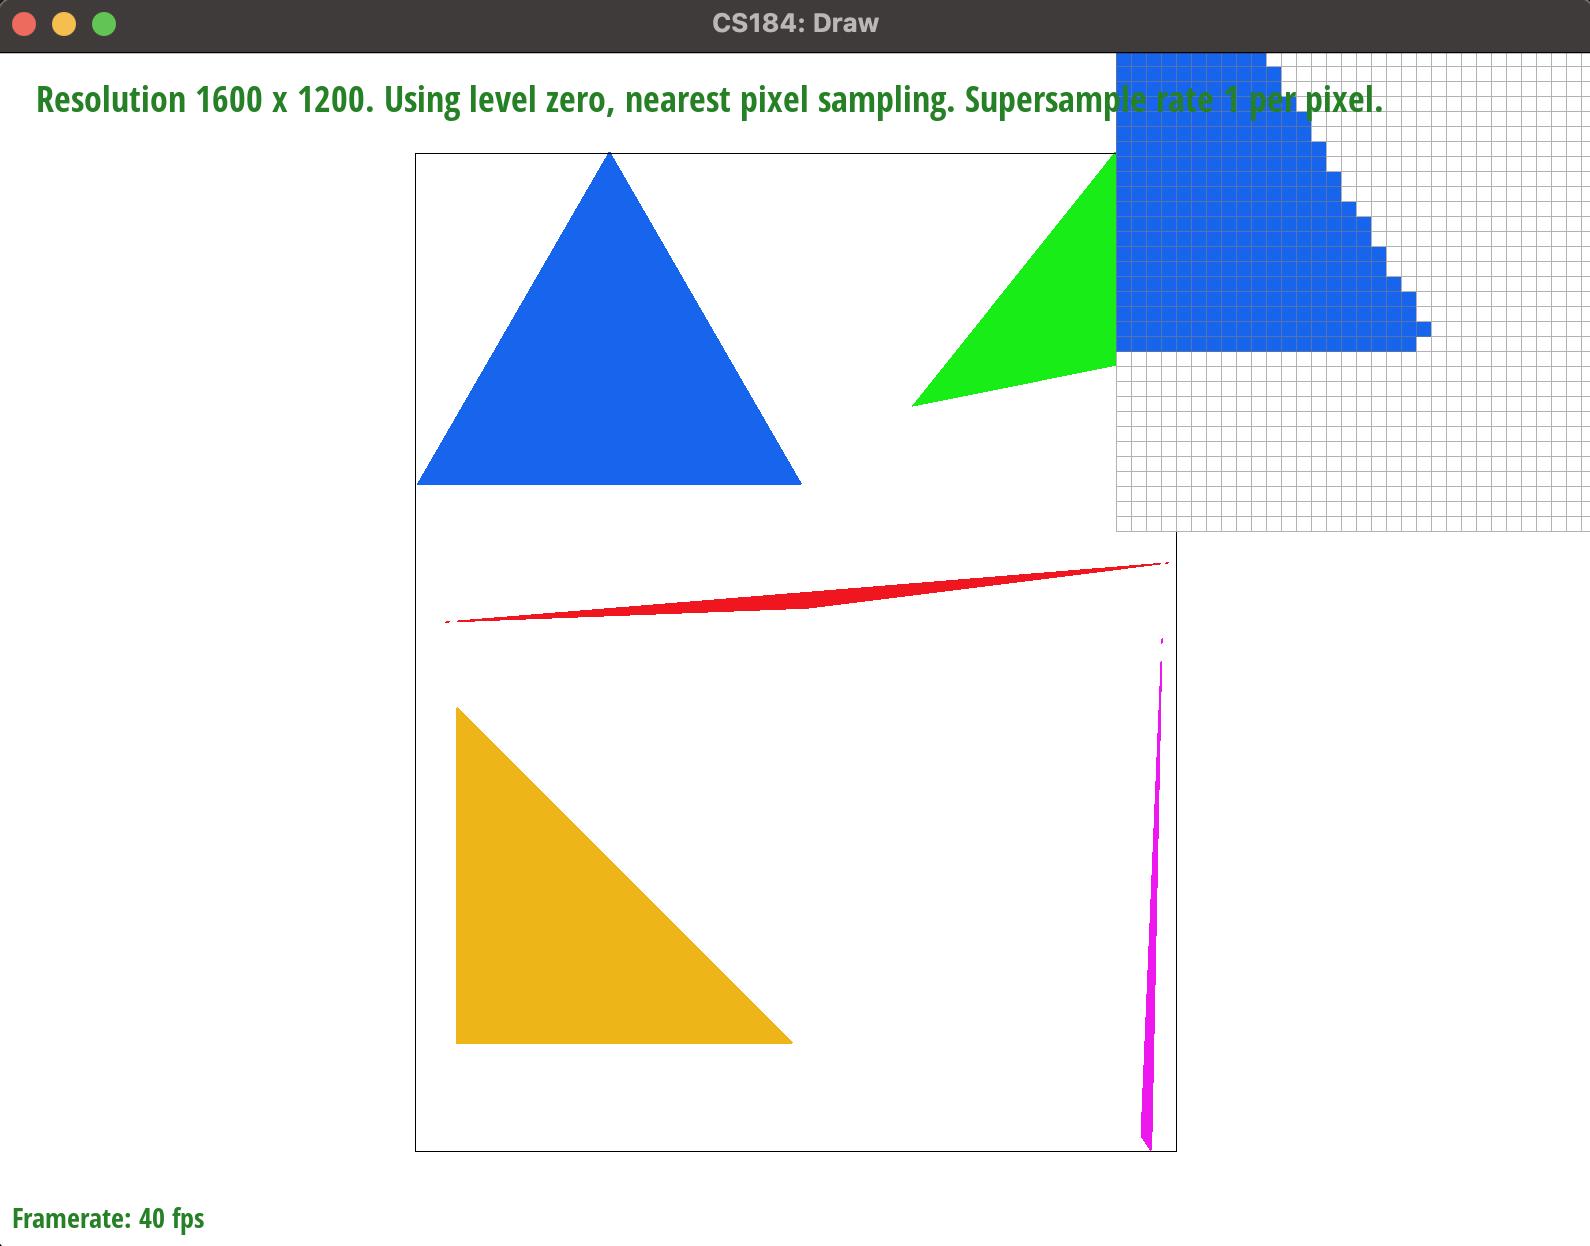 CS184: Draw
Resolution 1600 x 1200. Using level zero, nearest pixel sampling. Supersample rate 1 per pixel.
Framerate: 40 fps